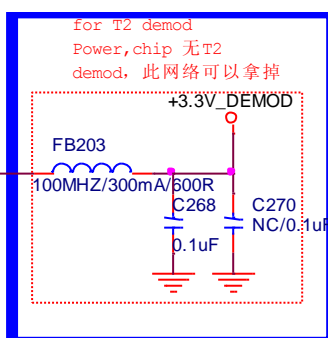 for T2 demod
Power,chip 无T2
demod，此网络可以拿掉
+3.3V_DEMOD
FB203
100MHZ/300mA/600R
C268
0.1uF
C270
NC/0.1uF